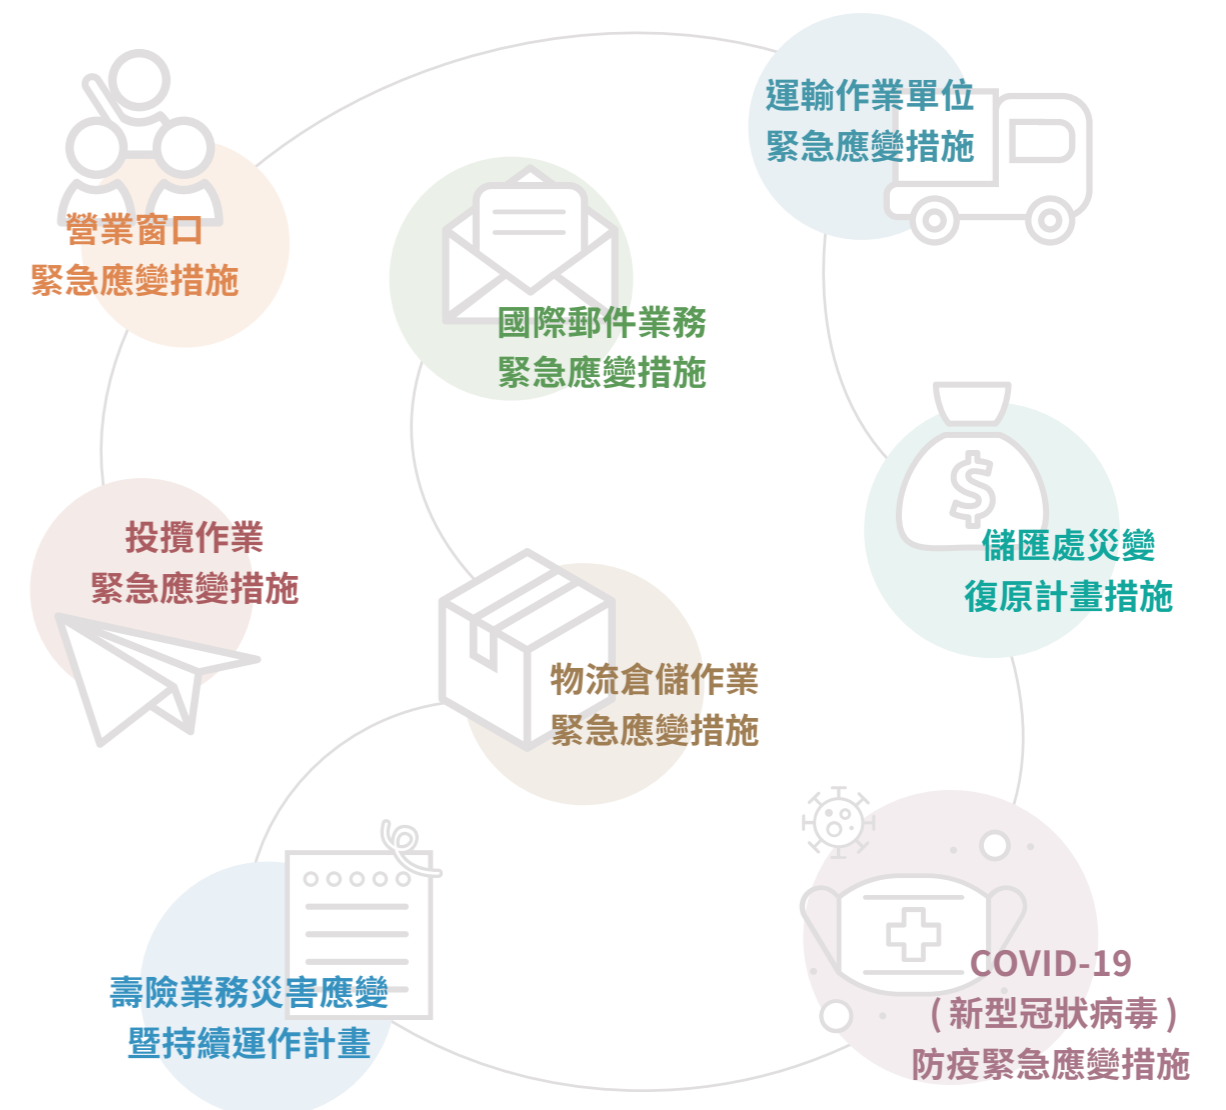 運輸作業單位
緊急應變措施
營業窗口
緊急應變措施
國際郵件業務
緊急應變措施
$
投攬作業
緊急應變措施
儲匯處災變
復原計畫措施
物流倉儲作業
緊急應變措施
壽險業務災害應變
暨持續運作計畫
COVID-19
(新型冠狀病毒)
防疫緊急應變措施